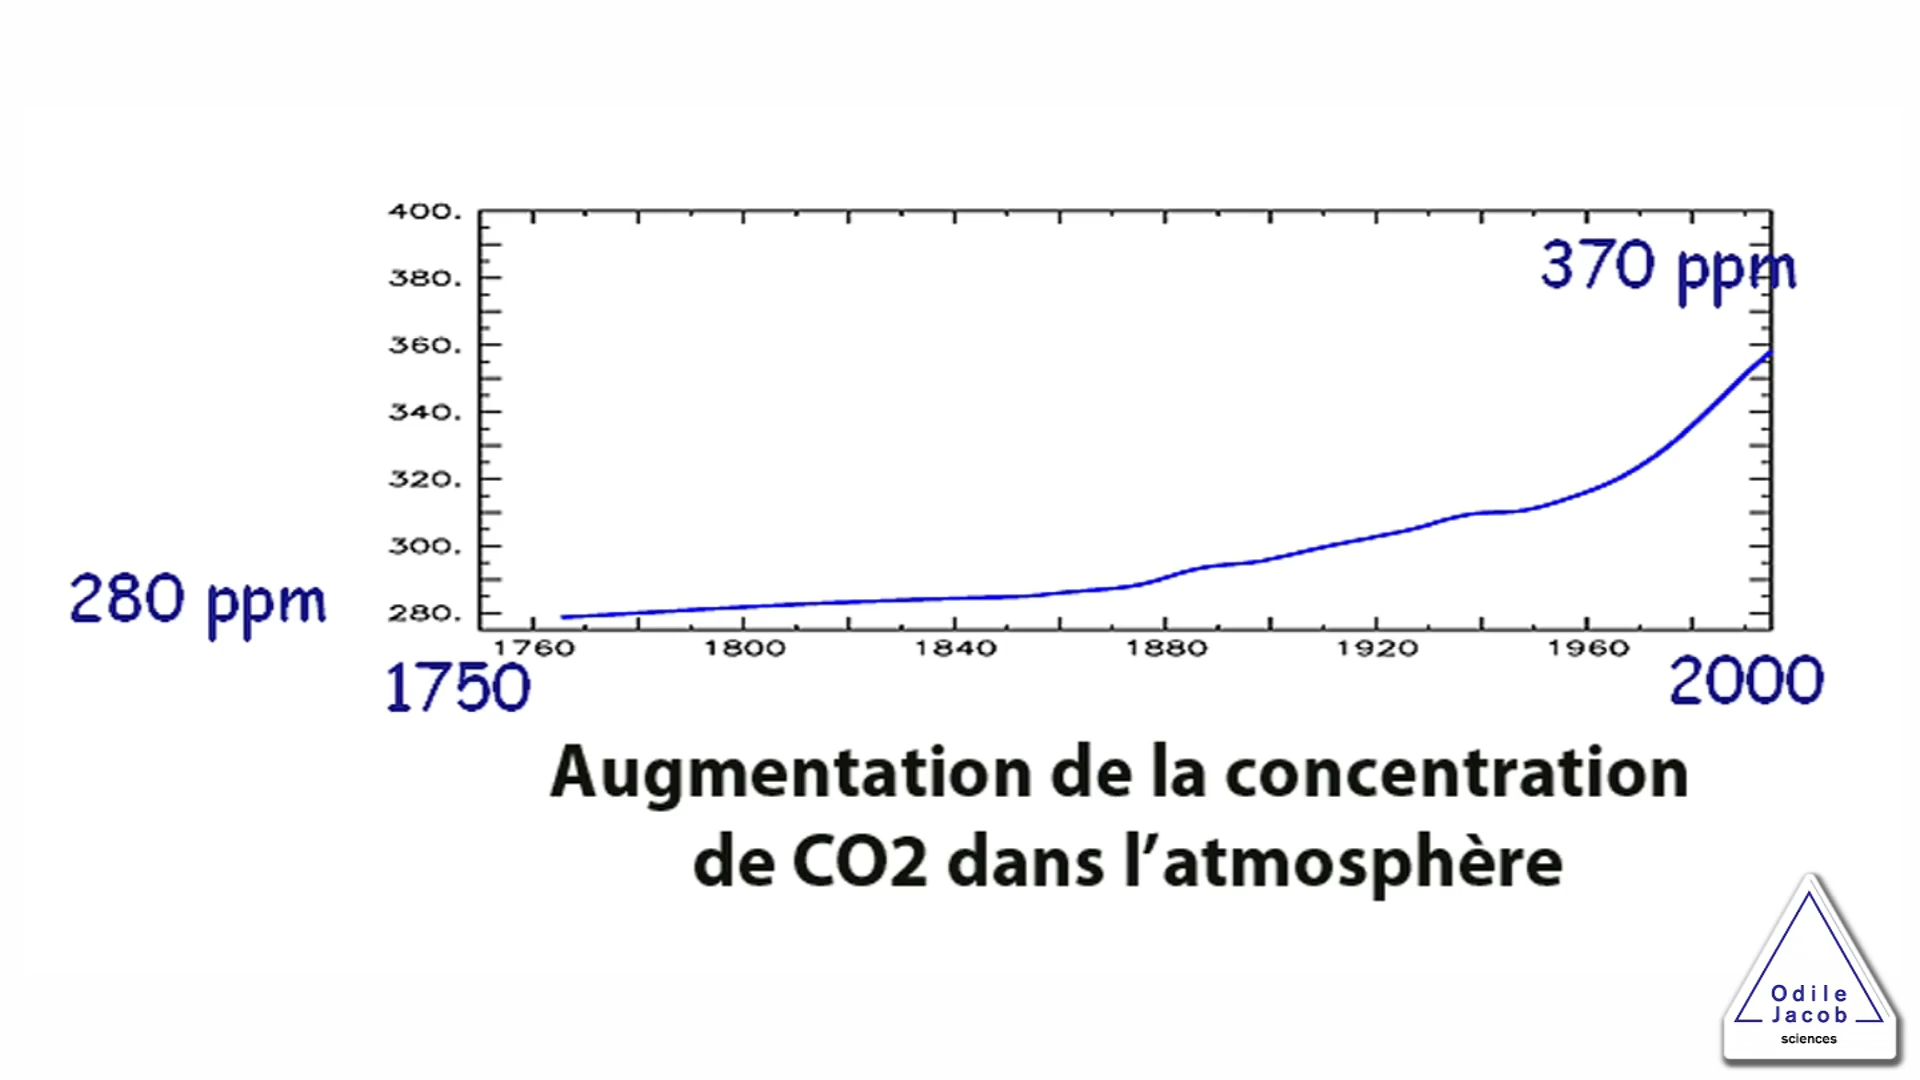 400.
370 ppm
380.
360.
340.
320.
300.
280 ppm
280.
1760 1800 1840 1880 1920 1960
1750
2000
Augmentation de la concentration
de CO2 dans l’atmosphère
Odile
Jacob
sciences